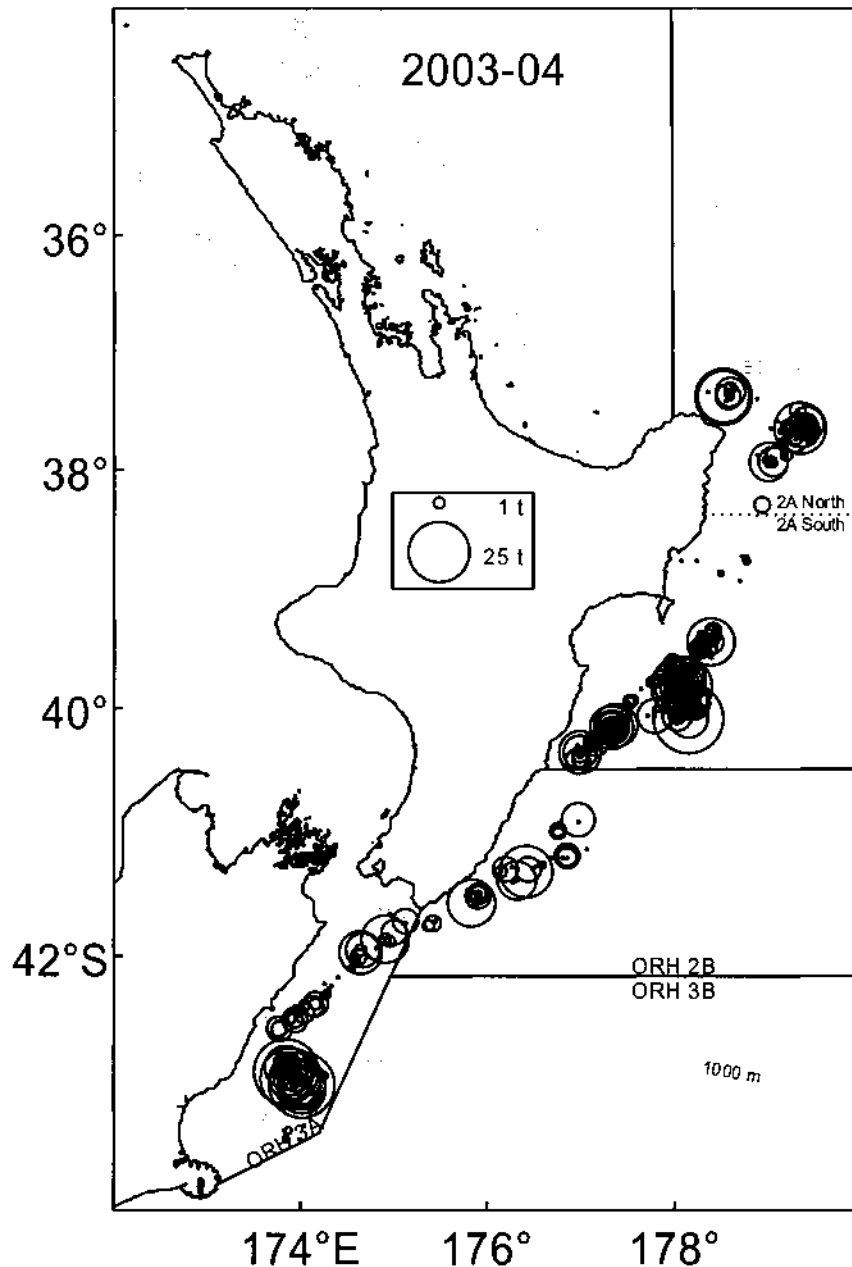 2003-04
36°
38°
2A North
2A South
1 t
25 t
40°
42°S
ORH 2B
ORH 3B
1000 m
ORH 3A
174°E
176°
178°